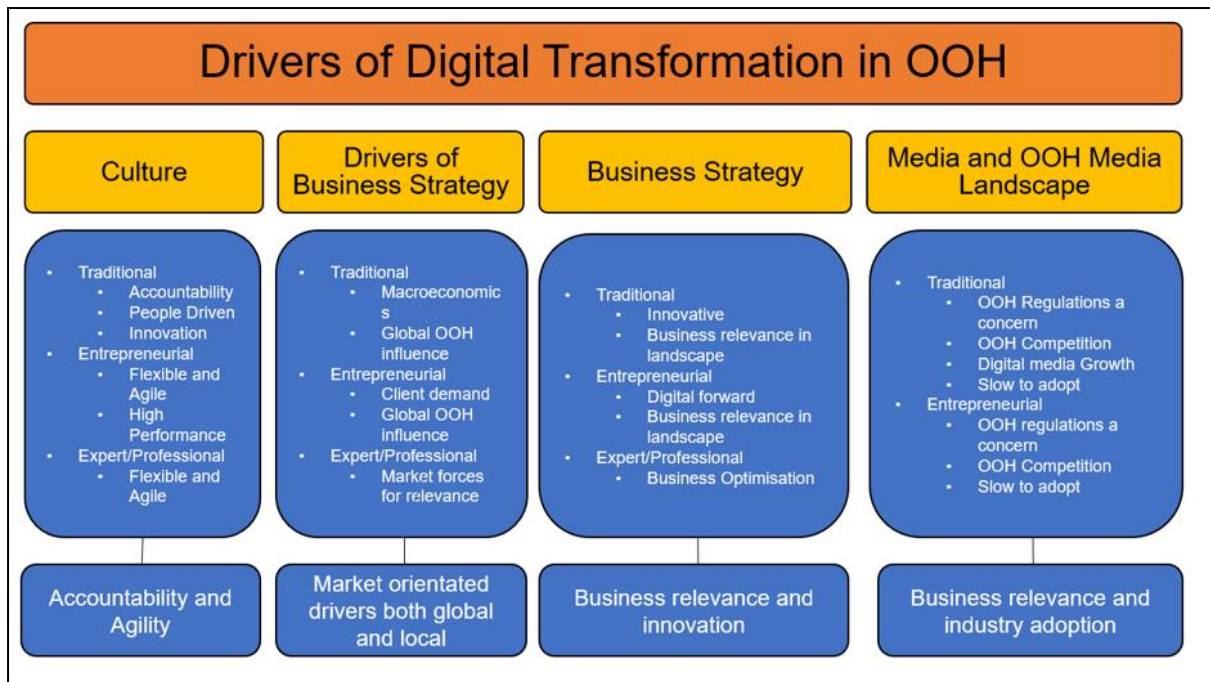 Drivers of Digital Transformation in OOH
Culture
Drivers of
Business Strategy
Business Strategy
Media and OOH Media
Landscape
• Traditional
• Accountability
• People Driven
• Innovation
• Entrepreneurial
• Flexible and
Agile
• High
Performance
• Expert/Professional
• Flexible and
Agile
• Traditional
• Macroeconomic
s
• Global OOH
influence
• Entrepreneurial
• Client demand
• Global OOH
influence
• Expert/Professional
• Market forces
for relevance
• Traditional
• Innovative
• Business relevance in
landscape
• Entrepreneurial
• Digital forward
• Business relevance in
landscape
• Expert/Professional
• Business Optimisation
• Traditional
• OOH Regulations a
concern
• OOH Competition
• Digital media Growth
• Slow to adopt
• Entrepreneurial
• OOH regulations a
concern
• OOH Competition
• Slow to adopt
Accountability and
Agility
Market orientated
drivers both global
and local
Business relevance and
innovation
Business relevance and
industry adoption